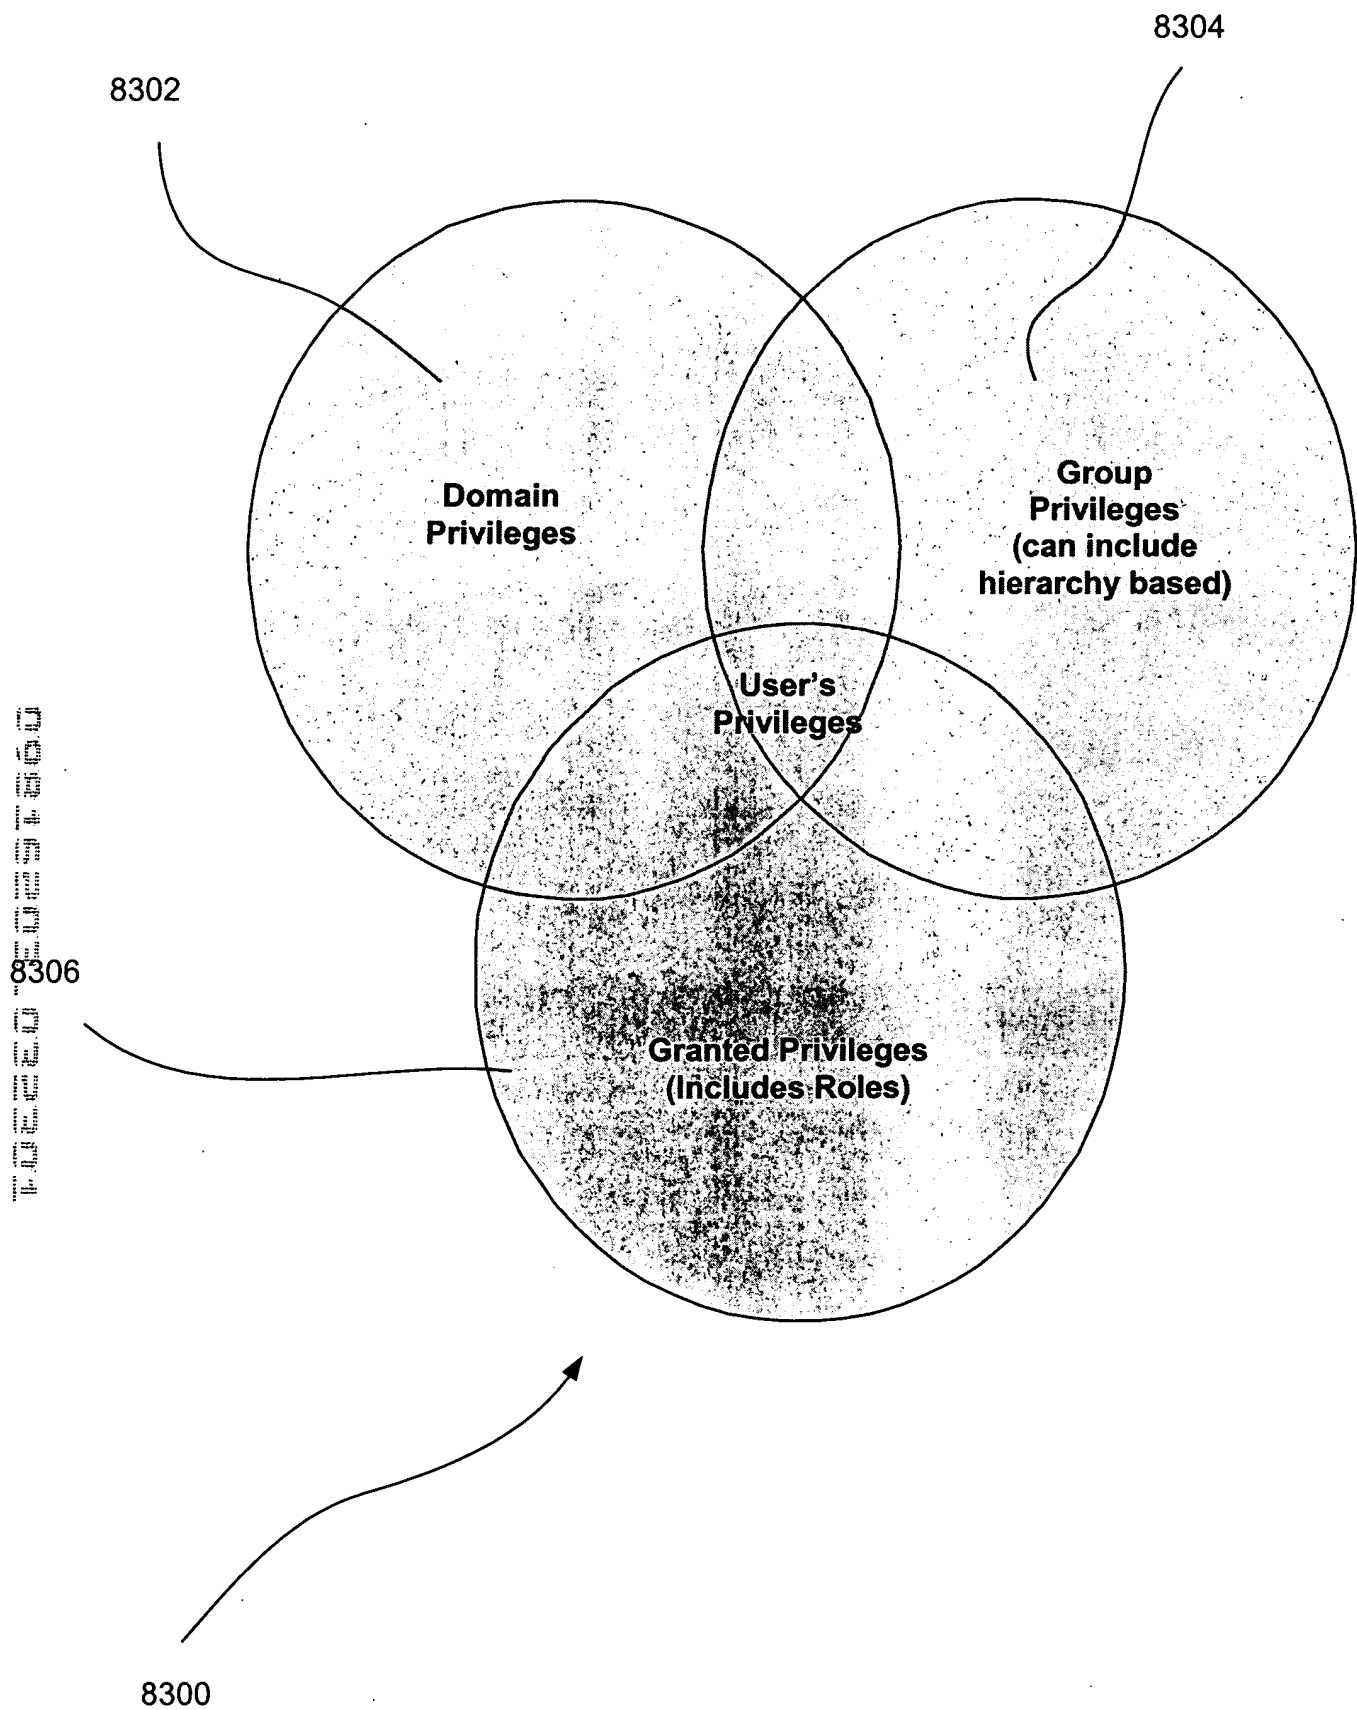 8304
8302
Domain
Privileges
Group
Privileges
(can include
hierarchy based)
User's
Privileges
8306
Granted Privileges
(Includes Roles)
8300